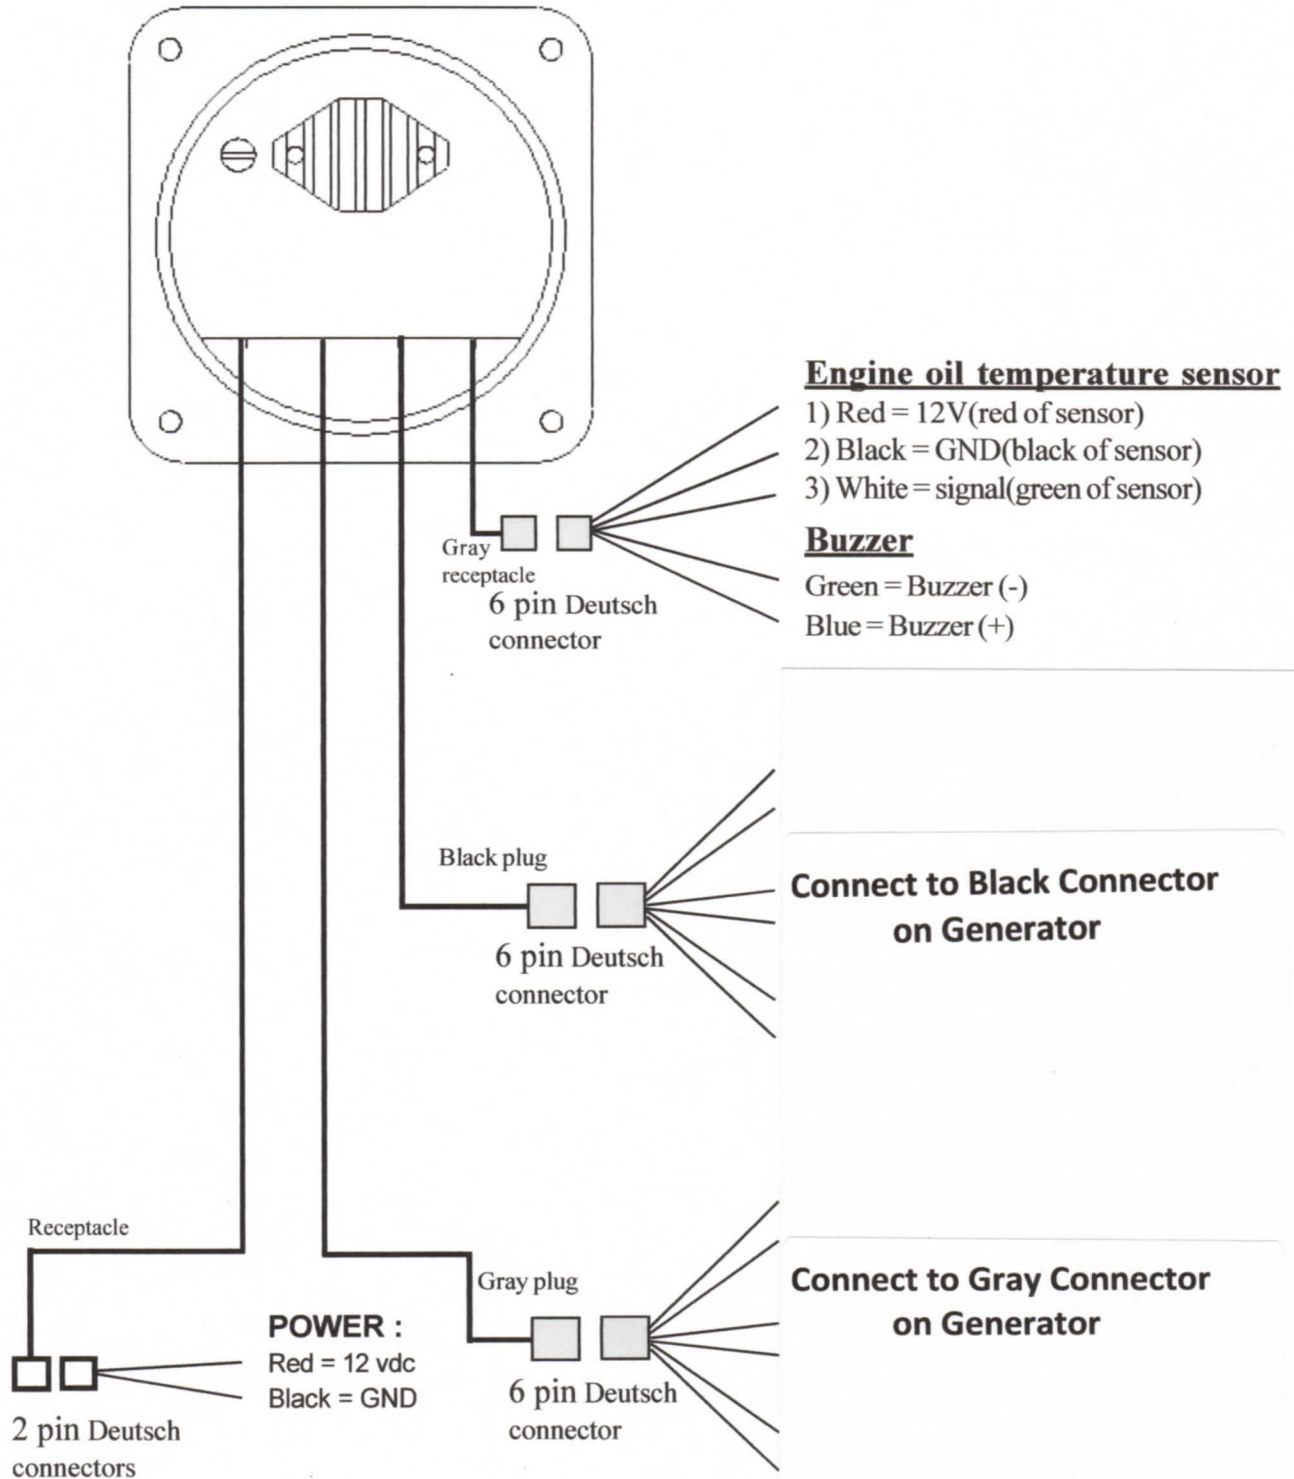 Engine oil temperature sensor
1) Red = 12V(red of sensor)
2) Black = GND(black of sensor)
3) White = signal(green of sensor)
Buzzer
Green = Buzzer (-)
Blue = Buzzer (+)
Gray
receptacle
6 pin Deutsch
connector
Black plug
6 pin Deutsch
connector
Connect to Black Connector
on Generator
Receptacle
2 pin Deutsch
connectors
POWER :
Red = 12 vdc
Black = GND
Gray plug
6 pin Deutsch
connector
Connect to Gray Connector
on Generator